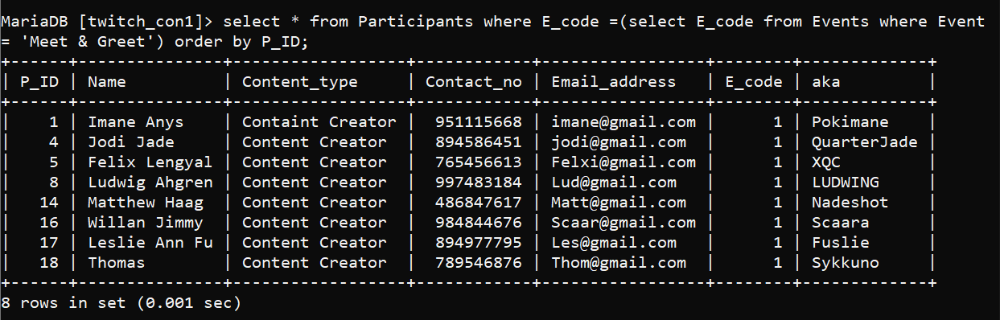 MariaDB [twitch_con1]> select * from Participants where E_code =(select E_code from Events where Event
= 'Meet & Greet') order by P_ID;
+------+---------------+------------------+------------+-----------------+--------+-------------+
| P_ID | Name          | Content_type     | Contact_no | Email_address   | E_code | aka         |
+------+---------------+------------------+------------+-----------------+--------+-------------+
|    1 | Imane Anys    | Containt Creator |  951115668 | imane@gmail.com |      1 | Pokimane    |
|    4 | Jodi Jade     | Content Creator  |  894586451 | jodi@gmail.com  |      1 | QuarterJade |
|    5 | Felix Lengyal | Content Creator  |  765456613 | Felxi@gmail.com |      1 | XQC         |
|    8 | Ludwig Ahgren | Content Creator  |  997483184 | Lud@gmail.com   |      1 | LUDWING     |
|   14 | Matthew Haag  | Content Creator  |  486847617 | Matt@gmail.com  |      1 | Nadeshot    |
|   16 | Willan Jimmy  | Content Creator  |  984844676 | Scaar@gmail.com |      1 | Scaara      |
|   17 | Leslie Ann Fu | Content Creator  |  894977795 | Les@gmail.com   |      1 | Fuslie      |
|   18 | Thomas        | Content Creator  |  789546876 | Thom@gmail.com  |      1 | Sykkuno     |
+------+---------------+------------------+------------+-----------------+--------+-------------+
8 rows in set (0.001 sec)